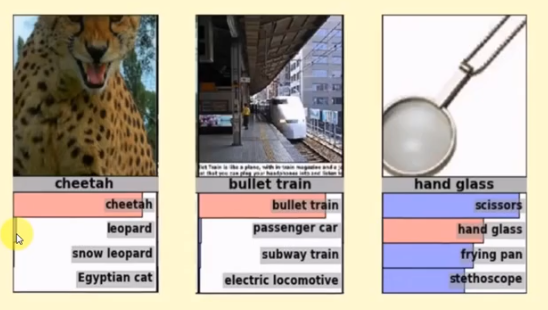 cheetah
cheetah
leopard
snow leopard
Egyptian cat
bullet train
bullet train
passenger car
subway train
electric locomotive
hand glass
scissors
hand glass
frying pan
stethoscope